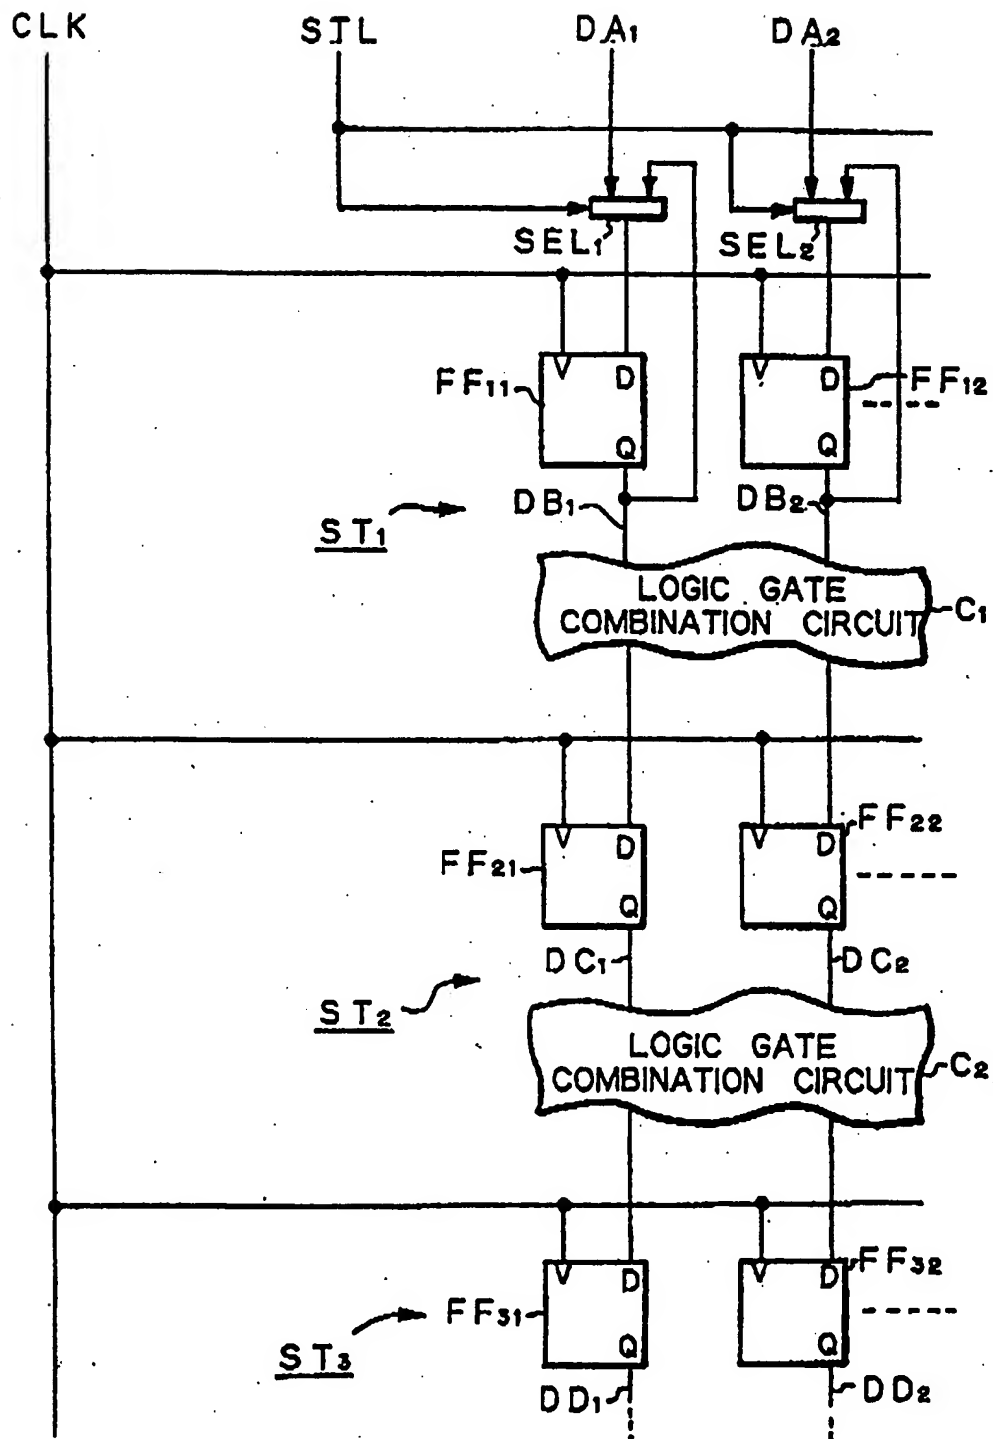 CLK STL DA1 DA2
SEL1 SEL2
V D V D
FF11 FF12
Q Q
DB1 DB2
ST1
LOGIC GATE
COMBINATION CIRCUIT
C1
V D V D
FF22
FF21
Q Q
DC1 DC2
ST2
LOGIC GATE
COMBINATION CIRCUIT
C2
V D V D
FF32
FF31
Q Q
ST3
DD1 DD2